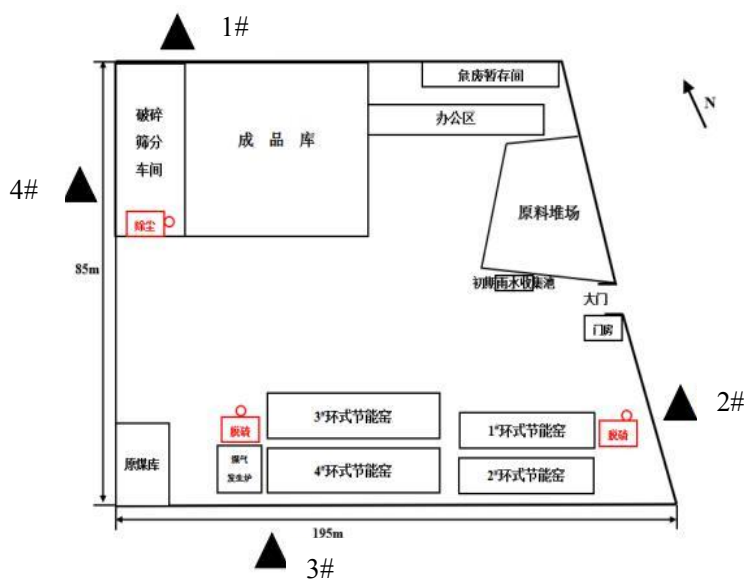 1#
危废暂存间
N
破碎
筛分
车间
成 品 库
办公区
4#
除尘
原料堆场
85m
初期雨水收集池
大门
门房
2#
3#环式节能窑
1#环式节能窑
脱硫
脱硫
原煤库
煤气
发生炉
4#环式节能窑
2#环式节能窑
195m
3#